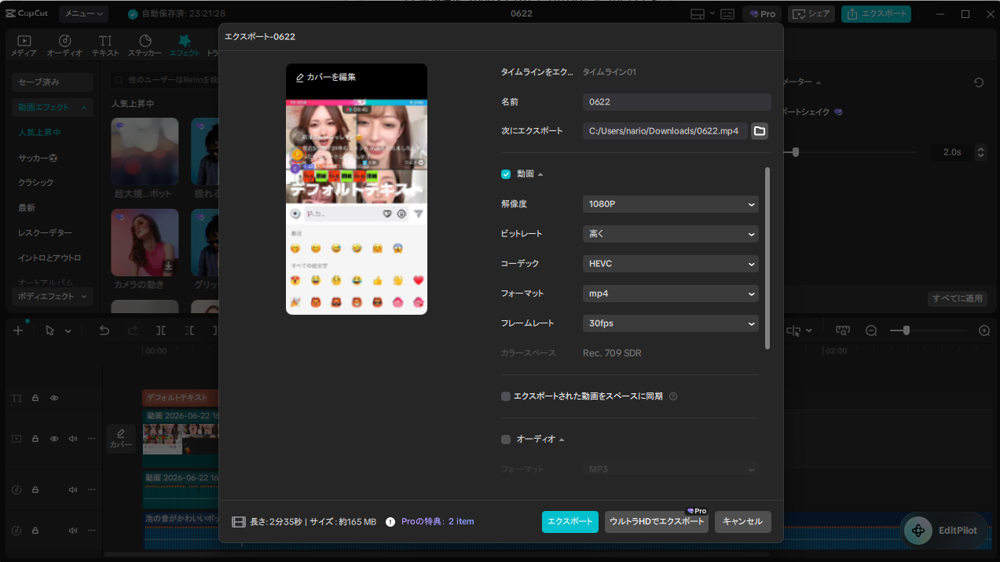 CapCut
メニュー
自動保存済: 23:21:28
0622
Pro
シェア
エクスポート
メディア
オーディオ
テキスト
ステッカー
エフェクト
トラ
セーブ済み
動画エフェクト
人気上昇中
サッカー⚽
クラシック
最新
レスクーデター
イントロとアウトロ
オートアルバム
ボディエフェクト
他のユーザーはRetroを検
人気上昇中
超大規...ボット
揺れる
カメラの動き
グリッ
エクスポート-0622
カバーを編集
デフォルトテキスト
すべての絵文字
タイムラインをエク...
タイムライン01
名前
0622
次にエクスポート
C:/Users/nario/Downloads/0622.mp4
動画
解像度
1080P
ビットレート
高く
コーデック
HEVC
フォーマット
mp4
フレームレート
30fps
カラースペース
Rec. 709 SDR
エクスポートされた動画をスペースに同期
オーディオ
フォーマット
MP3
長さ: 2分35秒 | サイズ: 約165 MB
Proの特典: 2 item
エクスポート
ウルトラHDでエクスポート
Pro
キャンセル
メーター
ポートシェイク
2.0s
すべてに適用
00:00
02:00
デフォルトテキスト
動画 2026-06-22 16
カバー
動画 2026-06-22 16
泡の音がかわいいポッ
EditPilot